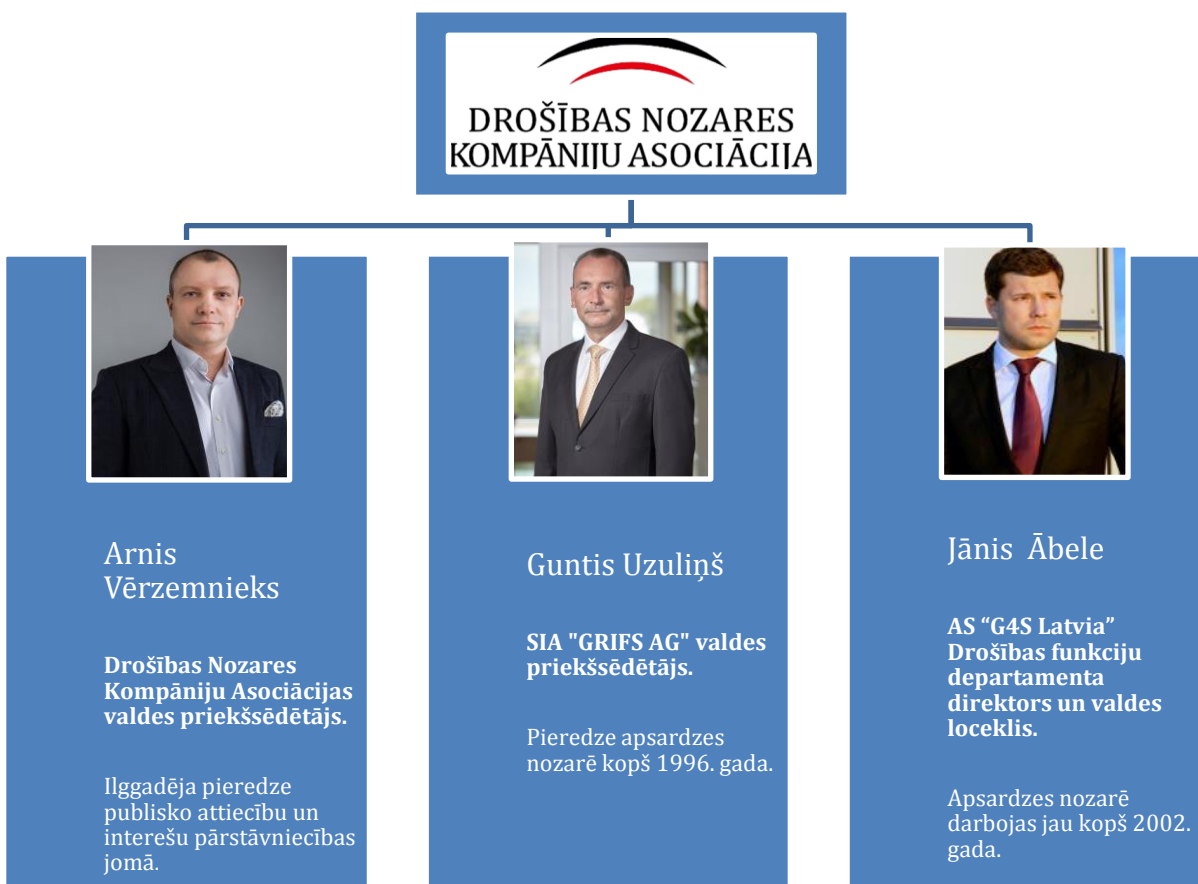 DROŠĪBAS NOZARES
KOMPĀNIJU ASOCIĀCIJA
Arnis
Vērzemnieks
Drošības Nozares
Kompāniju Asociācijas
valdes priekšsēdētājs.
Ilggadēja pieredze
publisko attiecību un
interešu pārstāvniecības
jomā.
Guntis Uzuliņš
SIA "GRIFS AG" valdes
priekšsēdētājs.
Pieredze apsardzes
nozarē kopš 1996. gada.
Jānis  Ābele
AS “G4S Latvia”
Drošības funkciju
departamenta
direktors un valdes
loceklis.
Apsardzes nozarē
darbojas jau kopš 2002.
gada.